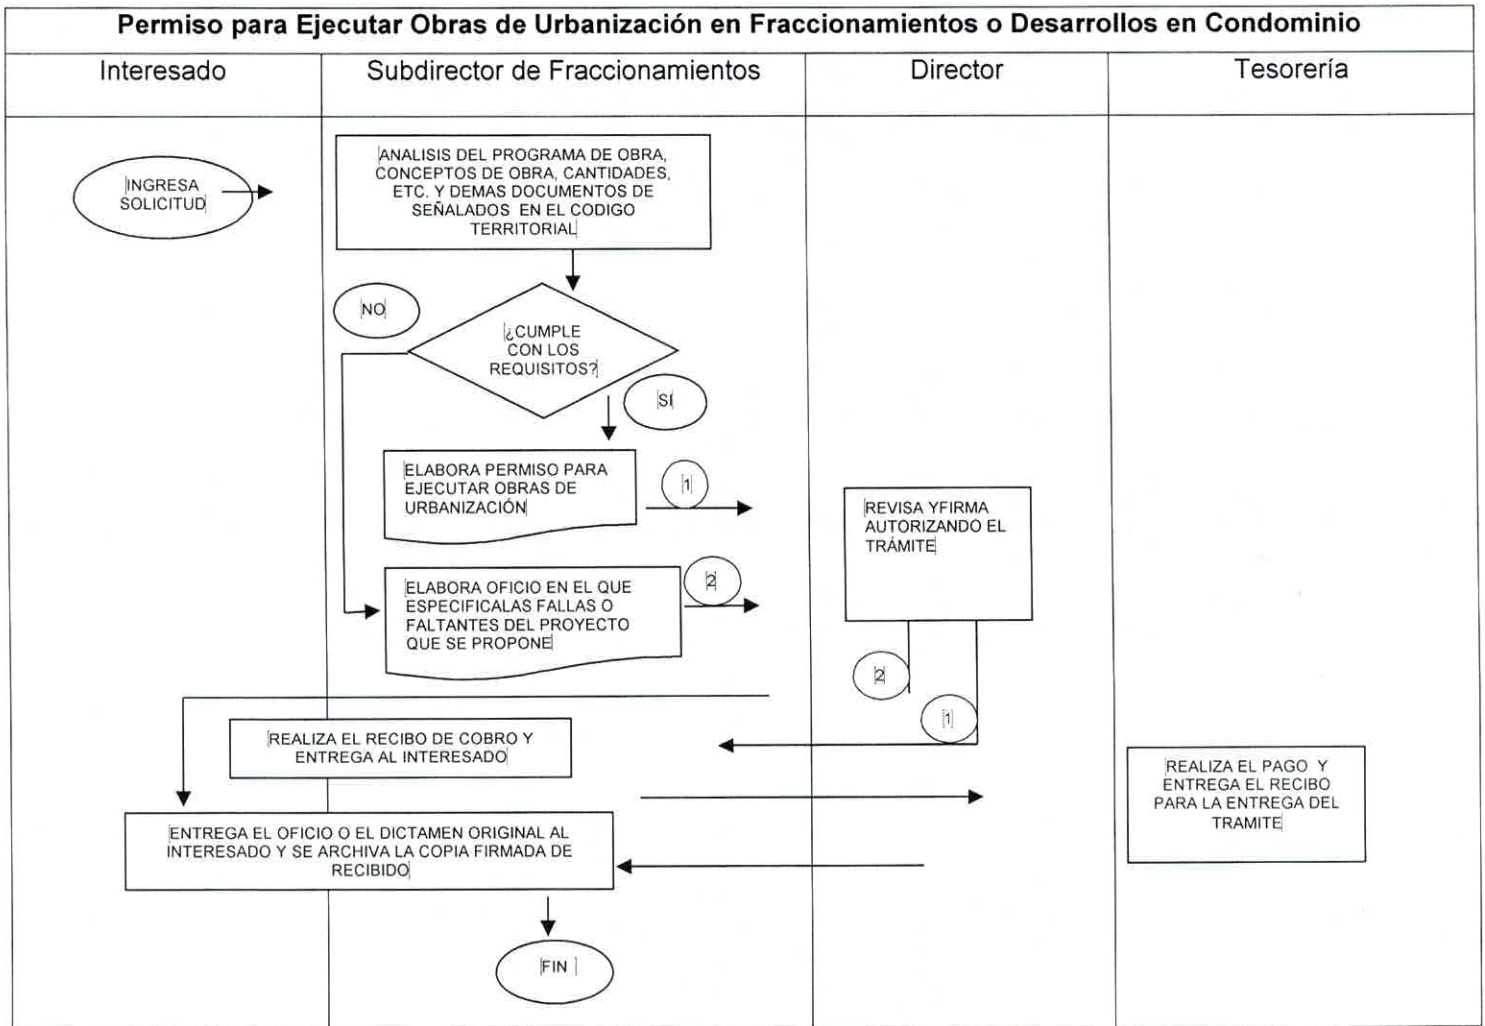 Permiso para Ejecutar Obras de Urbanización en Fraccionamientos o Desarrollos en Condominio
Interesado
Subdirector de Fraccionamientos
Director
Tesorería
INGRESA
SOLICITUD
ANALISIS DEL PROGRAMA DE OBRA,
CONCEPTOS DE OBRA, CANTIDADES,
ETC. Y DEMAS DOCUMENTOS DE
SEÑALADOS EN EL CODIGO
TERRITORIAL
NO
¿CUMPLE
CON LOS
REQUISITOS?
SI
ELABORA PERMISO PARA
EJECUTAR OBRAS DE
URBANIZACIÓN
1
REVISA YFIRMA
AUTORIZANDO EL
TRÁMITE
ELABORA OFICIO EN EL QUE
ESPECIFICALAS FALLAS O
FALTANTES DEL PROYECTO
QUE SE PROPONE
2
2
1
REALIZA EL RECIBO DE COBRO Y
ENTREGA AL INTERESADO
REALIZA EL PAGO Y
ENTREGA EL RECIBO
PARA LA ENTREGA DEL
TRAMITE
ENTREGA EL OFICIO O EL DICTAMEN ORIGINAL AL
INTERESADO Y SE ARCHIVA LA COPIA FIRMADA DE
RECIBIDO
FIN